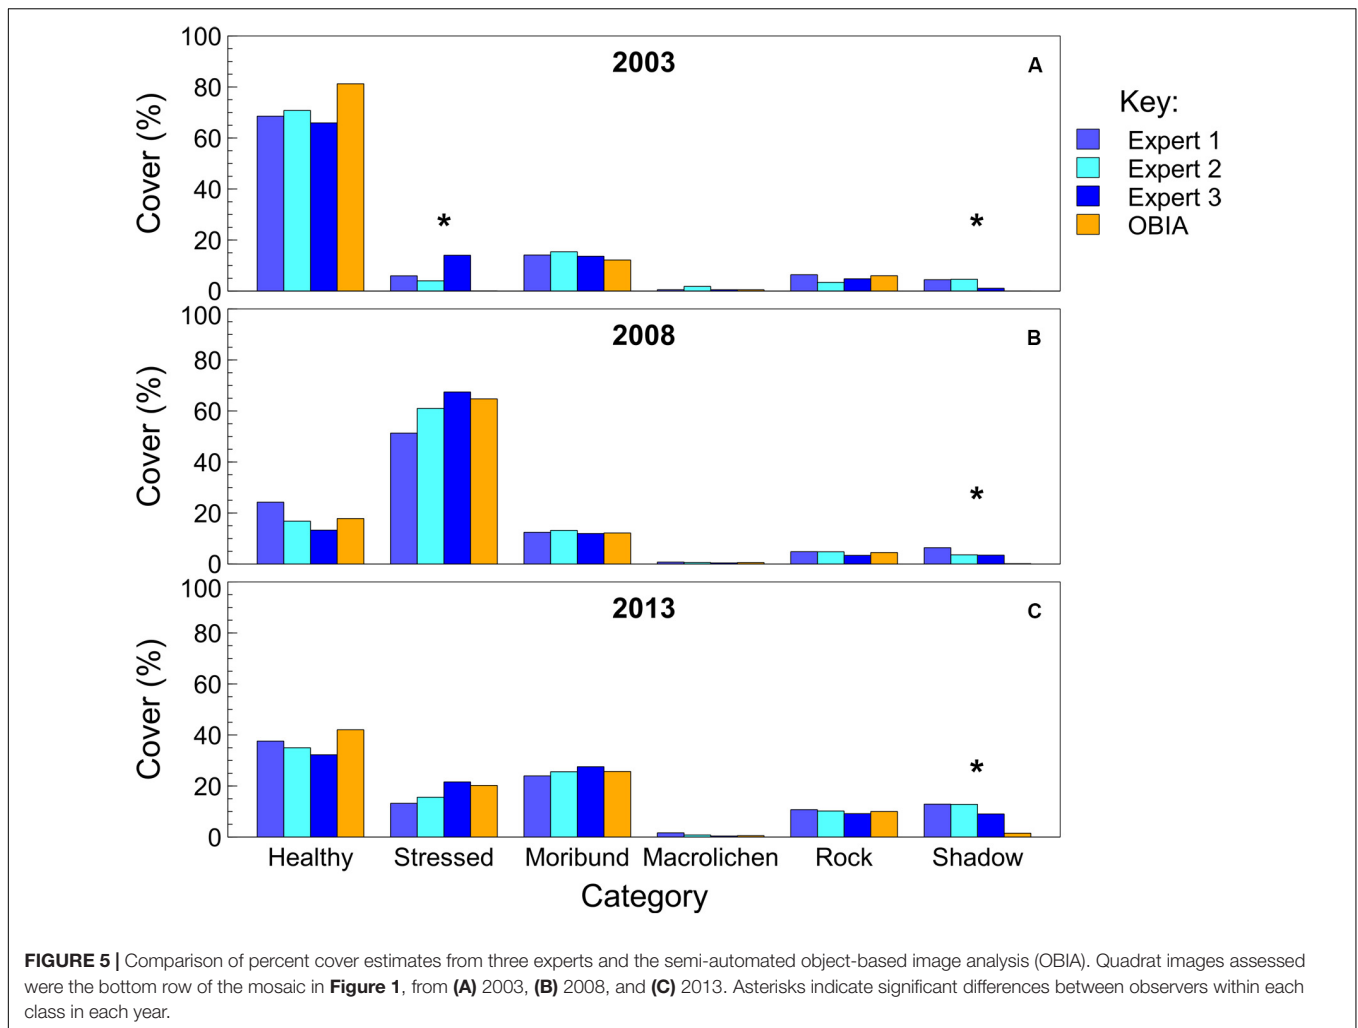 100
80
60
40
20
0
Cover (%)
2003
A
*
*
Key:
Expert 1
Expert 2
Expert 3
OBIA
100
80
60
40
20
0
Cover (%)
2008
B
*
100
80
60
40
20
0
Cover (%)
2013
C
*
Healthy Stressed Moribund Macrolichen Rock Shadow
Category
FIGURE 5 | Comparison of percent cover estimates from three experts and the semi-automated object-based image analysis (OBIA). Quadrat images assessed
were the bottom row of the mosaic in Figure 1, from (A) 2003, (B) 2008, and (C) 2013. Asterisks indicate significant differences between observers within each
class in each year.